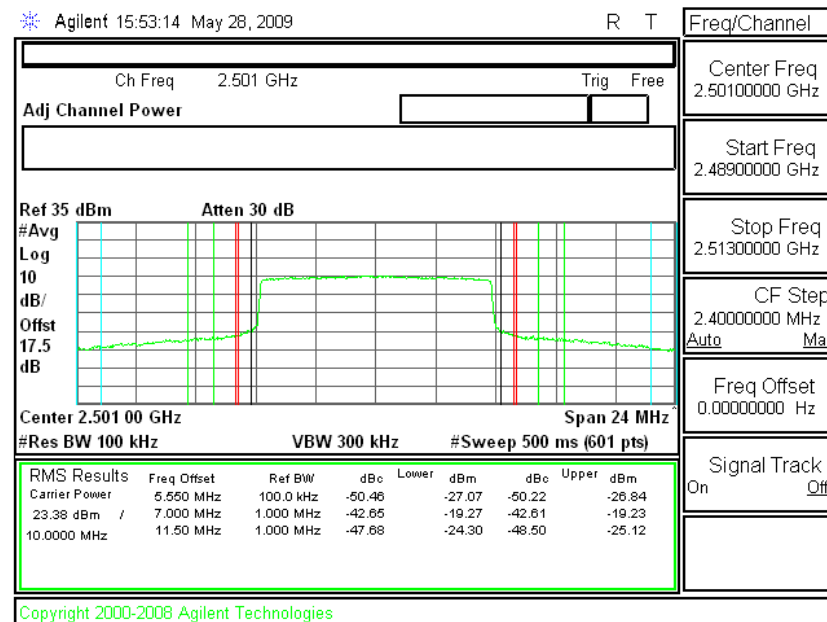 Agilent 15:53:14 May 28, 2009 R T
Freq/Channel
Ch Freq 2.501 GHz Trig Free
Adj Channel Power
Center Freq
2.50100000 GHz
Start Freq
2.48900000 GHz
Stop Freq
2.51300000 GHz
CF Step
2.40000000 MHz
Auto Ma
Freq Offset
0.00000000 Hz
Signal Track
On Off
Ref 35 dBm Atten 30 dB
#Avg
Log
10
dB/
Offst
17.5
dB
Center 2.501 00 GHz Span 24 MHz
#Res BW 100 kHz VBW 300 kHz #Sweep 500 ms (601 pts)
RMS Results Freq Offset Ref BW dBc Lower dBm dBc Upper dBm
Carrier Power 5.550 MHz 100.0 kHz -50.46 -27.07 -50.22 -26.84
23.38 dBm / 7.000 MHz 1.000 MHz -42.65 -19.27 -42.61 -19.23
10.0000 MHz 11.50 MHz 1.000 MHz -47.68 -24.30 -48.50 -25.12
Copyright 2000-2008 Agilent Technologies